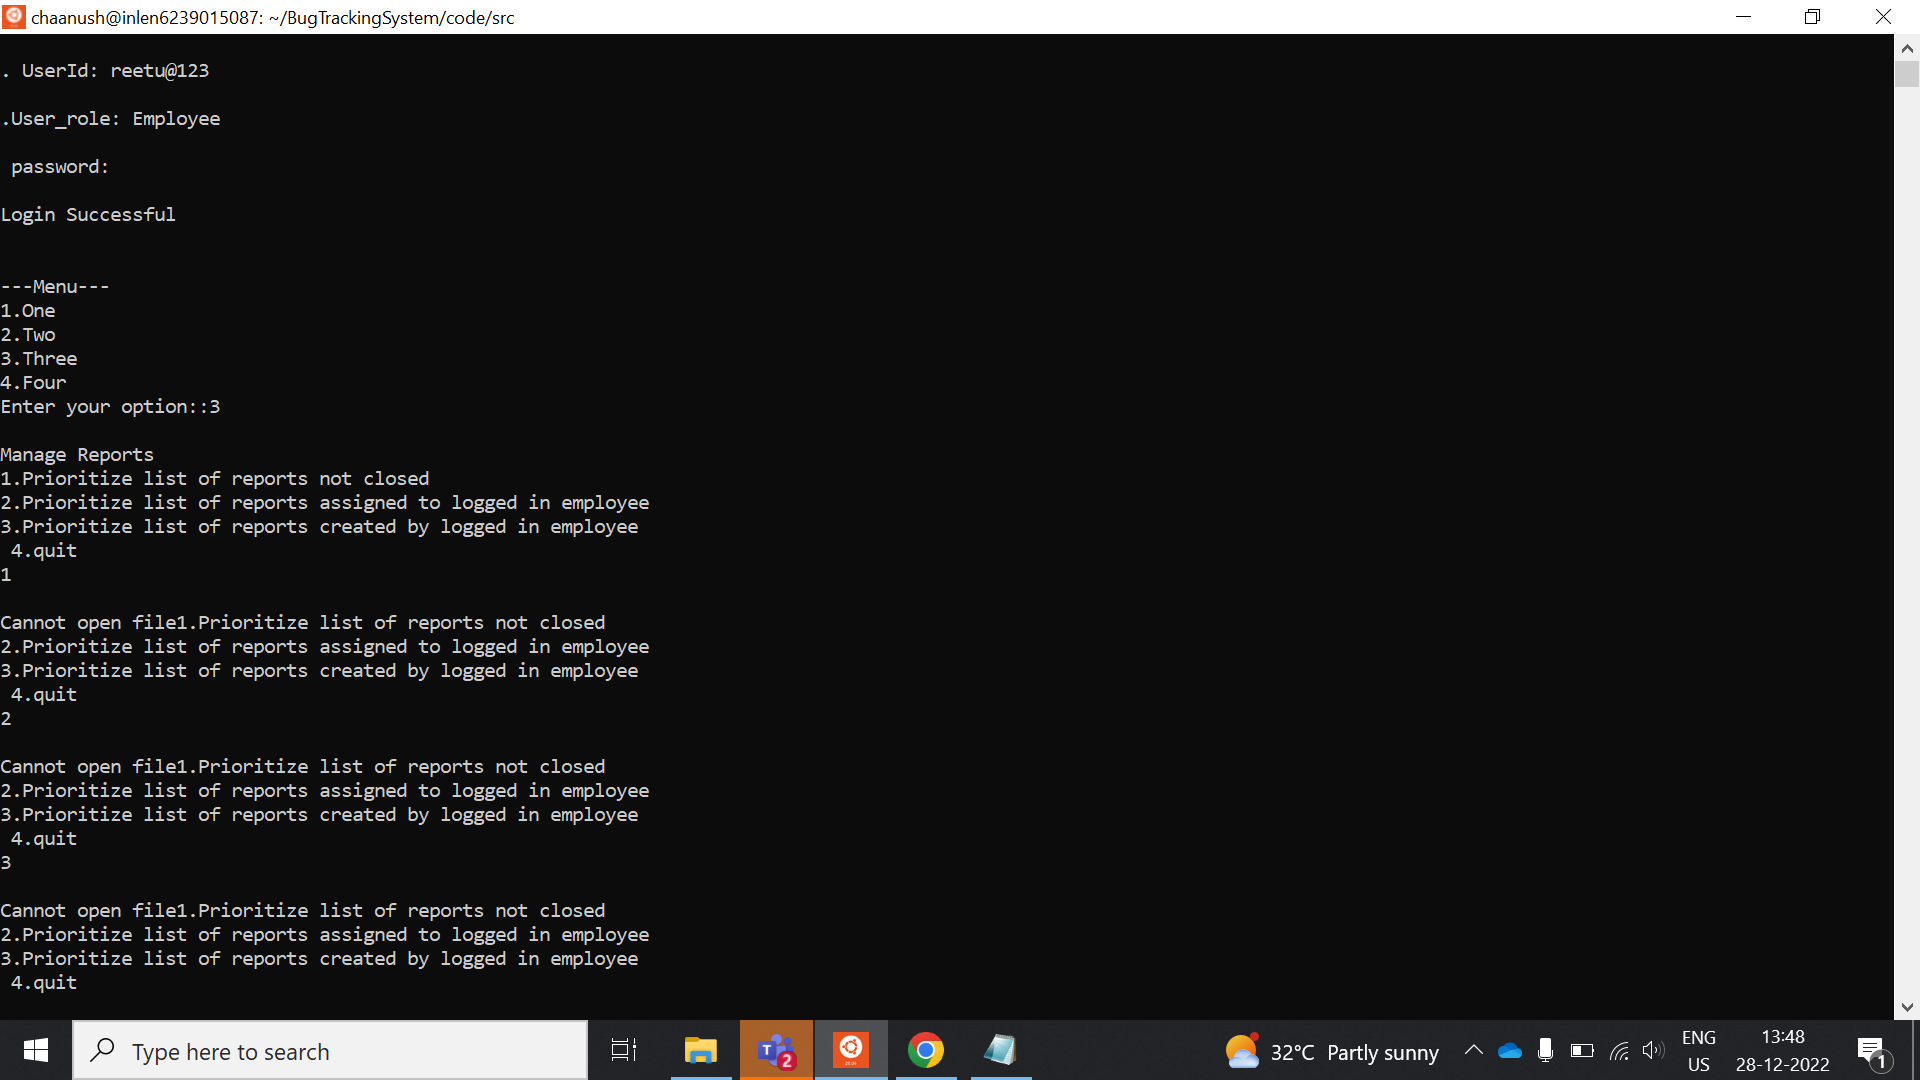 chaanush@inlen6239015087: ~/BugTrackingSystem/code/src
. UserId: reetu@123
.User_role: Employee
password:
Login Successful
---Menu---
1.One
2.Two
3.Three
4.Four
Enter your option::3
Manage Reports
1.Prioritize list of reports not closed
2.Prioritize list of reports assigned to logged in employee
3.Prioritize list of reports created by logged in employee
4.quit
1
Cannot open file1.Prioritize list of reports not closed
2.Prioritize list of reports assigned to logged in employee
3.Prioritize list of reports created by logged in employee
4.quit
2
Cannot open file1.Prioritize list of reports not closed
2.Prioritize list of reports assigned to logged in employee
3.Prioritize list of reports created by logged in employee
4.quit
3
Cannot open file1.Prioritize list of reports not closed
2.Prioritize list of reports assigned to logged in employee
3.Prioritize list of reports created by logged in employee
4.quit
Type here to search
T 2
32°C Partly sunny
ENG
US
13:48
28-12-2022
1